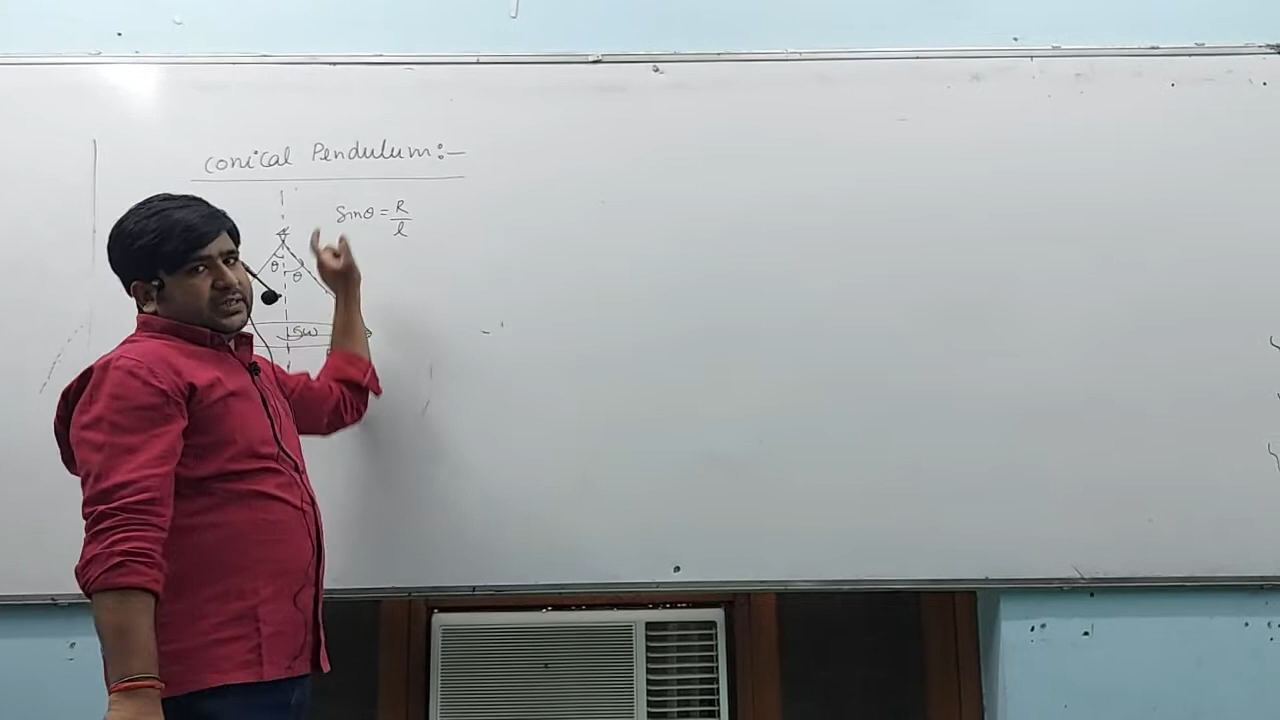 Conical Pendulum:-
Sinθ = R/l
θ θ
ω